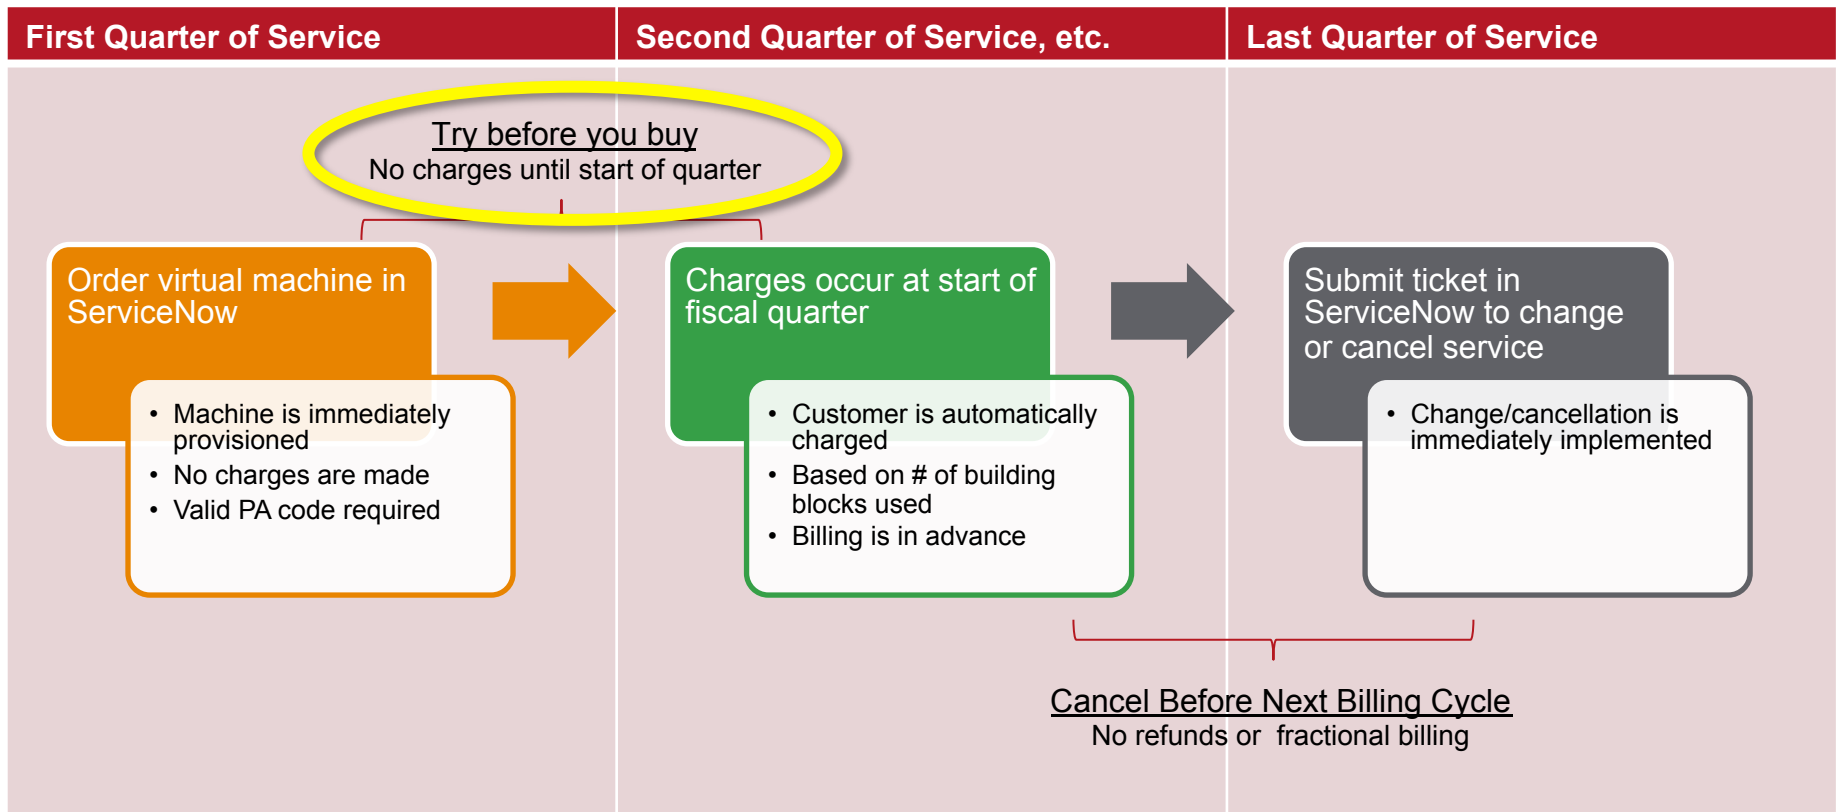 First Quarter of Service
Second Quarter of Service, etc.
Last Quarter of Service
Try before you buy
No charges until start of quarter
Order virtual machine in
ServiceNow
• Machine is immediately
provisioned
• No charges are made
• Valid PA code required
Charges occur at start of
fiscal quarter
• Customer is automatically
charged
• Based on # of building
blocks used
• Billing is in advance
Submit ticket in
ServiceNow to change
or cancel service
• Change/cancellation is
immediately implemented
Cancel Before Next Billing Cycle
No refunds or  fractional billing